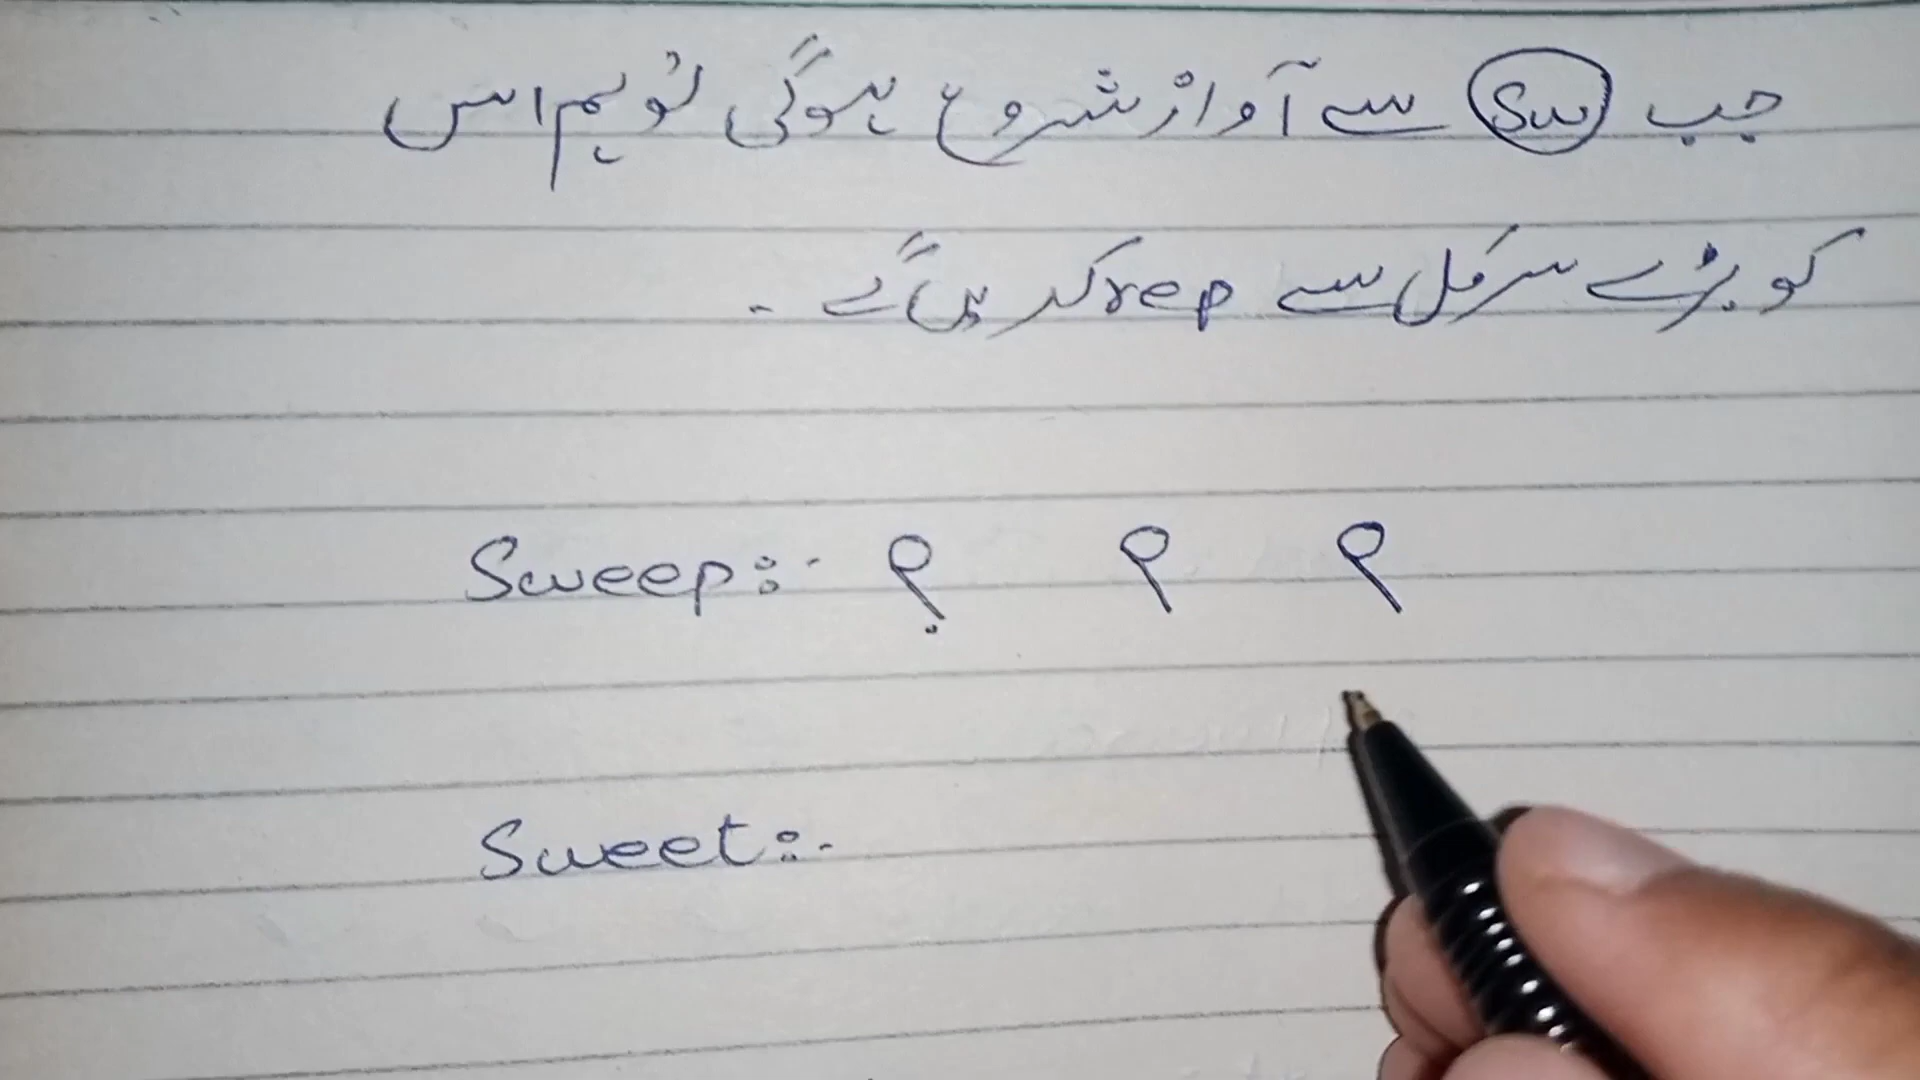 جب Sw سے آواز شروع ہوگی تو ہم اس
کو بڑے سرکل سے rep کریں گے ۔
Sweep:-
Sweet:-